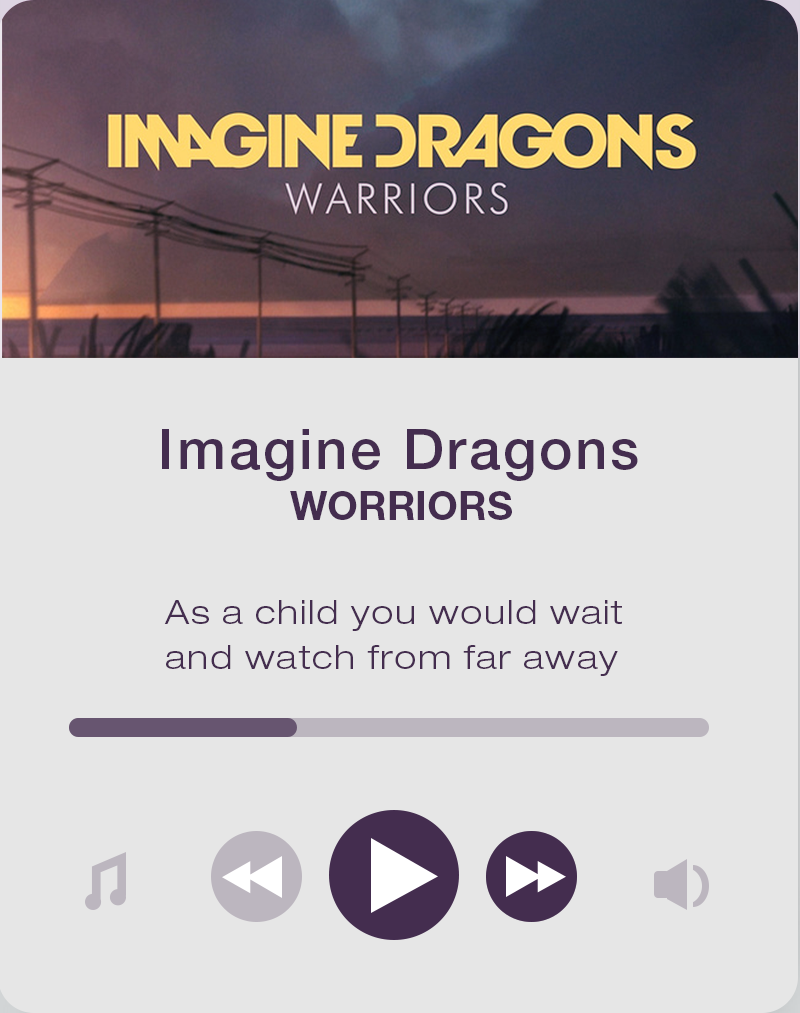 IMAGINE DRAGONS
WARRIORS
Imagine Dragons
WORRIORS
As a child you would wait
and watch from far away